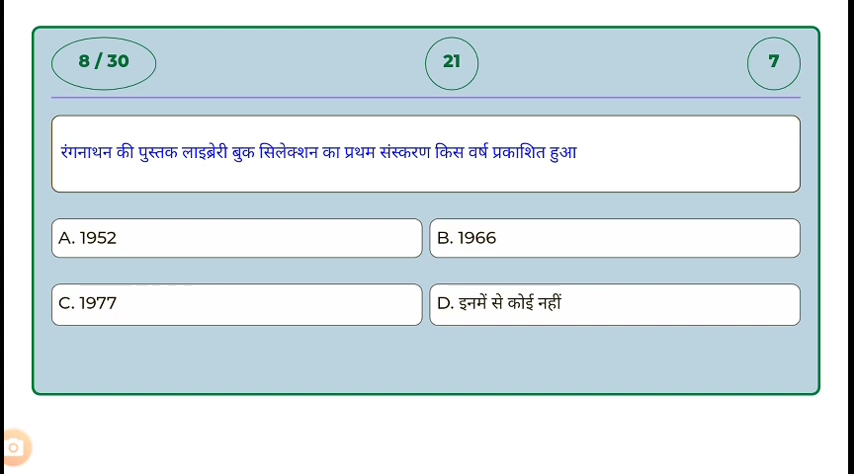 8 / 30
21
7
रंगनाथन की पुस्तक लाइब्रेरी बुक सिलेक्शन का प्रथम संस्करण किस वर्ष प्रकाशित हुआ
A. 1952
B. 1966
C. 1977
D. इनमें से कोई नहीं